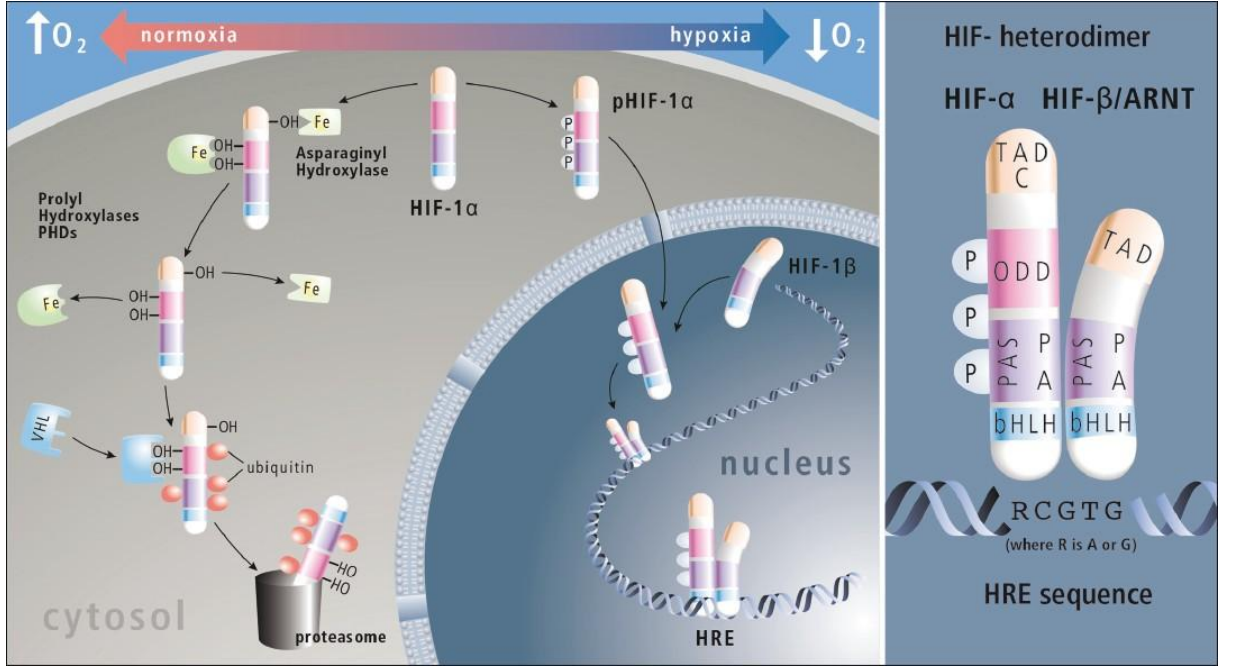 ↑O₂
normoxia
hypoxia
↓O₂
OH
Fe
Fe
OH
OH
Asparaginyl
Hydroxylase
HIF-1α
P
P
P
pHIF-1α
Prolyl
Hydroxylases
PHDs
OH
Fe
OH
OH
Fe
VHL
OH
OH
OH
ubiquitin
HO
HO
proteasome
cytosol
HIF-1β
nucleus
HRE
HIF- heterodimer
HIF-α HIF-β/ARNT
TAD
C
TAD
P
ODD
P
P
PAS
P
A
PAS
P
A
bHLH
bHLH
RCGTG
(where R is A or G)
HRE sequence